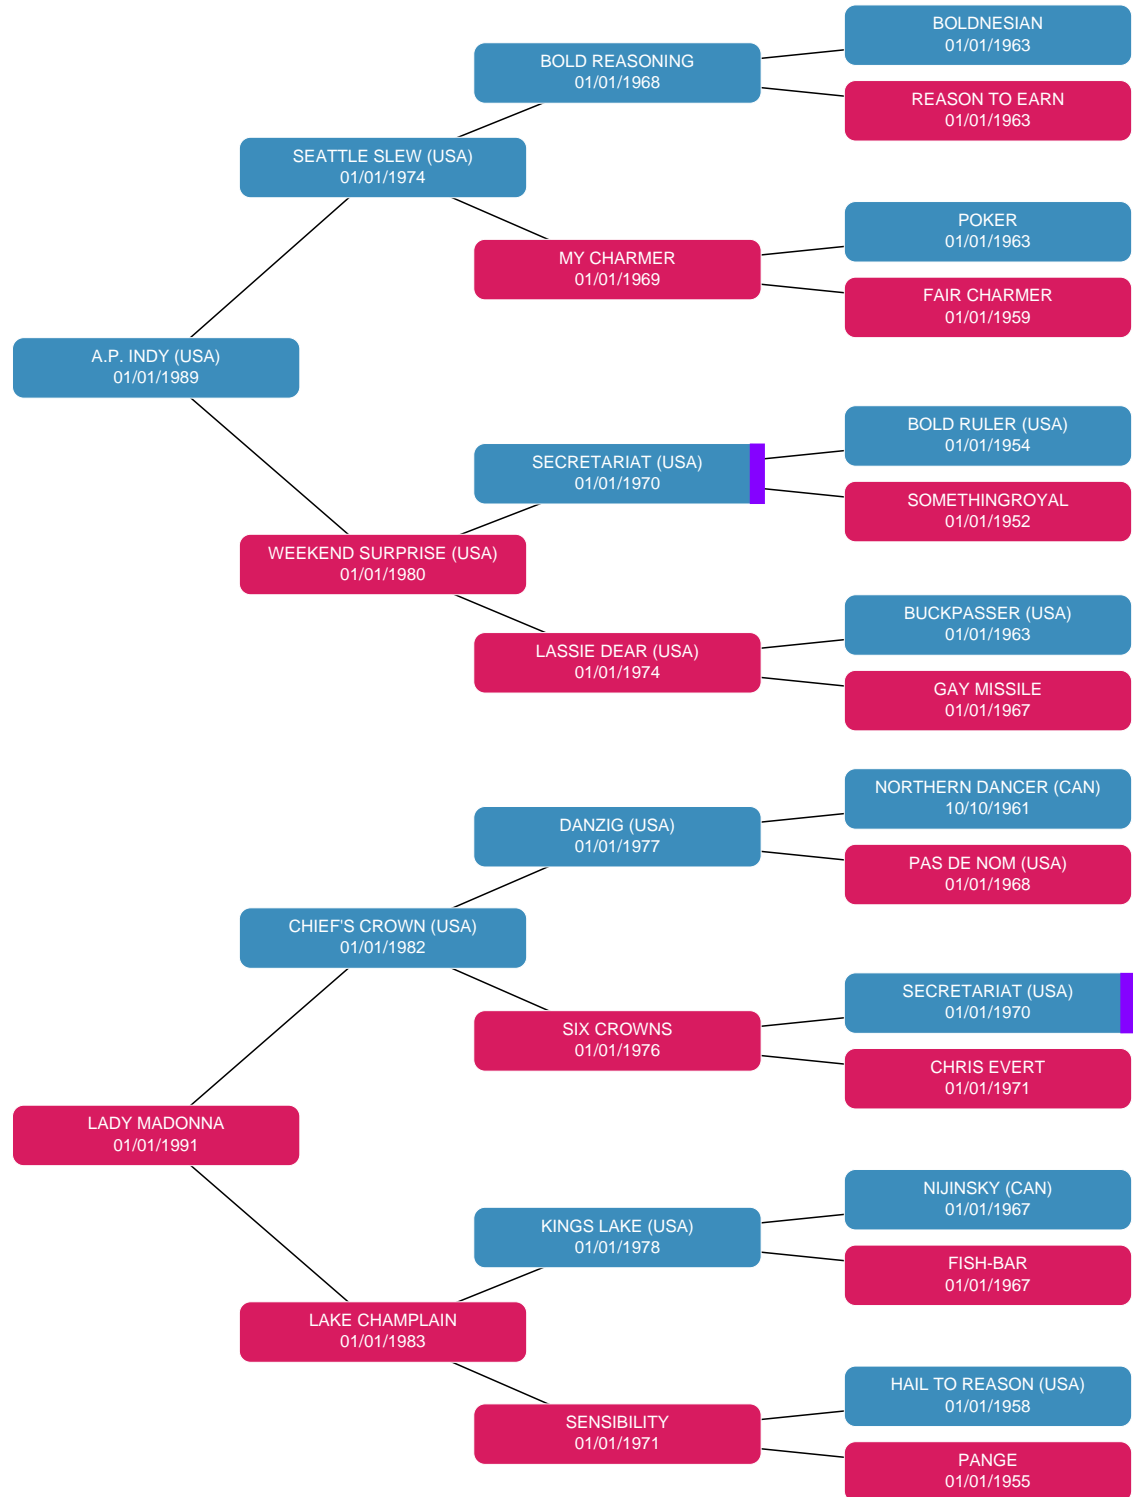 BOLDNESIAN
01/01/1963
BOLD REASONING
01/01/1968
REASON TO EARN
01/01/1963
SEATTLE SLEW (USA)
01/01/1974
POKER
01/01/1963
MY CHARMER
01/01/1969
FAIR CHARMER
01/01/1959
A.P. INDY (USA)
01/01/1989
BOLD RULER (USA)
01/01/1954
SECRETARIAT (USA)
01/01/1970
SOMETHINGROYAL
01/01/1952
WEEKEND SURPRISE (USA)
01/01/1980
BUCKPASSER (USA)
01/01/1963
LASSIE DEAR (USA)
01/01/1974
GAY MISSILE
01/01/1967
NORTHERN DANCER (CAN)
10/10/1961
DANZIG (USA)
01/01/1977
PAS DE NOM (USA)
01/01/1968
CHIEF'S CROWN (USA)
01/01/1982
SECRETARIAT (USA)
01/01/1970
SIX CROWNS
01/01/1976
CHRIS EVERT
01/01/1971
LADY MADONNA
01/01/1991
NIJINSKY (CAN)
01/01/1967
KINGS LAKE (USA)
01/01/1978
FISH-BAR
01/01/1967
LAKE CHAMPLAIN
01/01/1983
HAIL TO REASON (USA)
01/01/1958
SENSIBILITY
01/01/1971
PANGE
01/01/1955